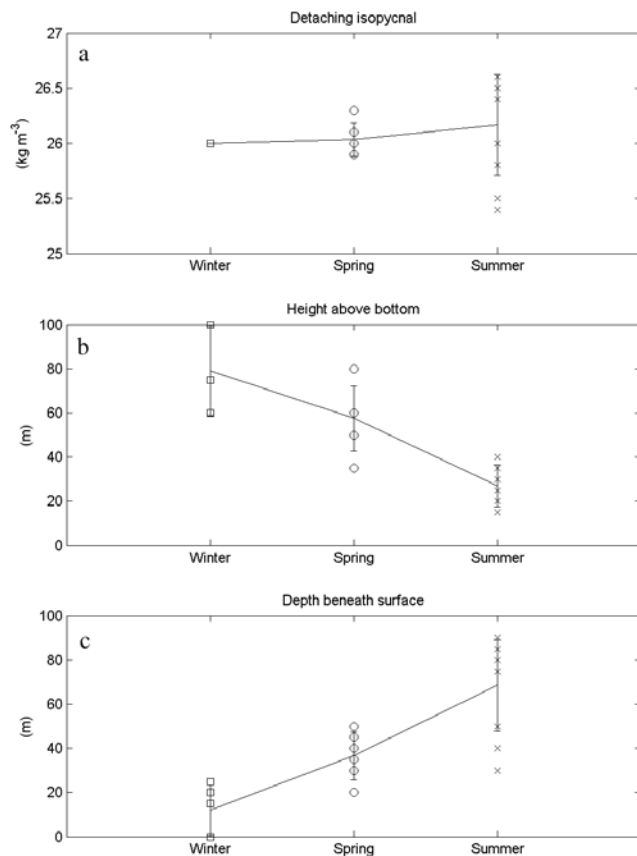 Detaching isopycnal
a
27
26.5
26
25.5
25
(kg m⁻³)
Winter Spring Summer
Height above bottom
b
100
80
60
40
20
0
(m)
Winter Spring Summer
Depth beneath surface
c
100
80
60
40
20
0
(m)
Winter Spring Summer